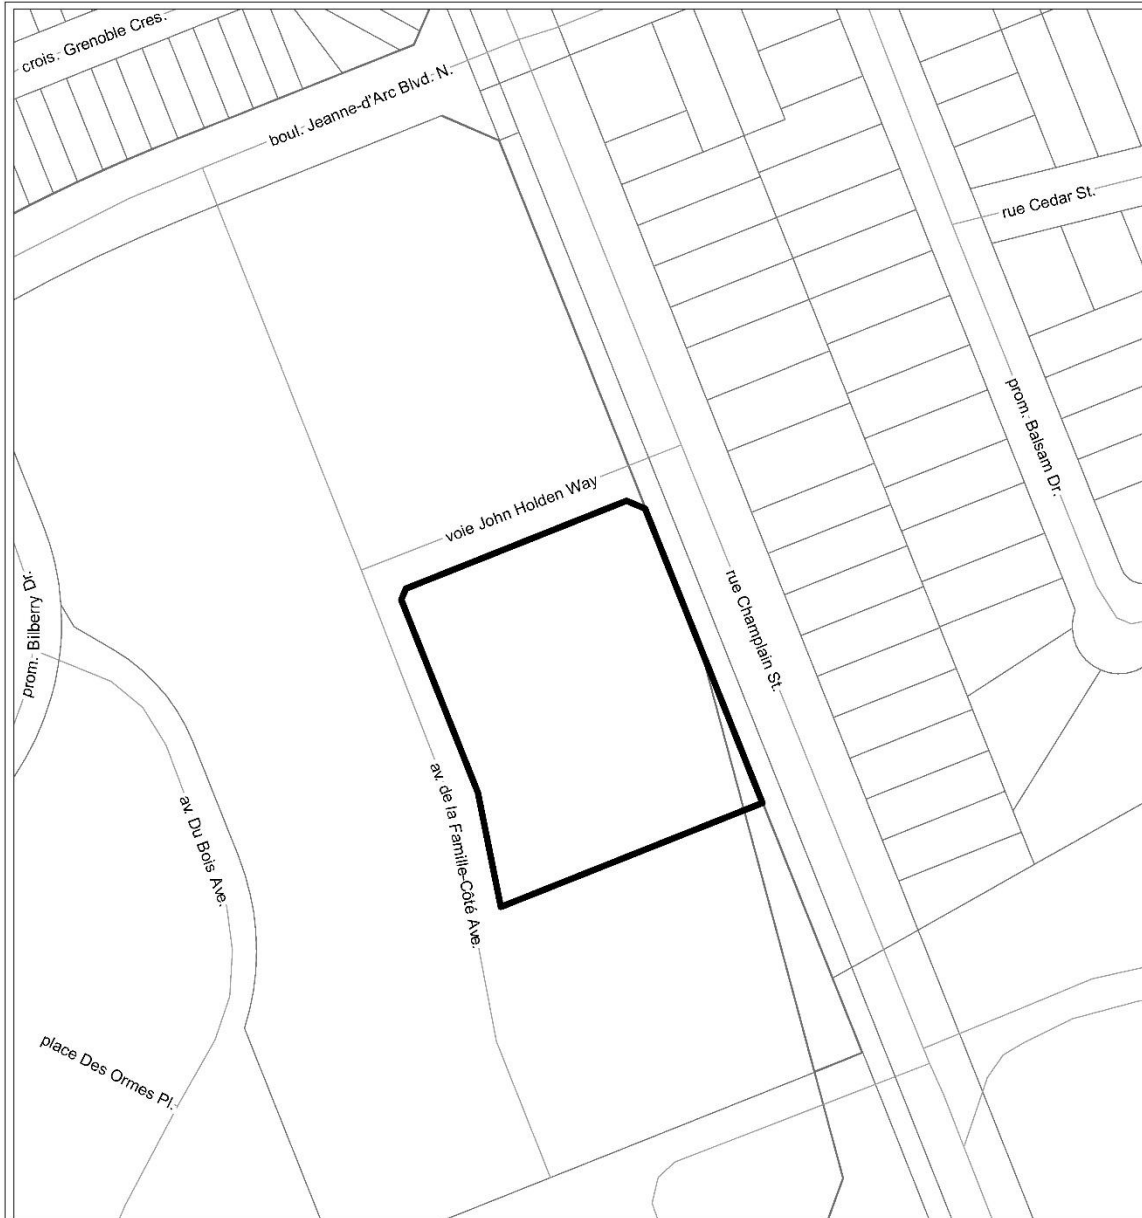 crois. Grenoble Cres.
boul. Jeanne-d'Arc Blvd. N.
rue Cedar St.
prom. Balsam Dr.
voie John Holden Way
rue Champlain St.
prom. Bilberry Dr.
av. de la Famille-Côté Ave.
av. Du Bois Ave.
place Des Ormes Pl.